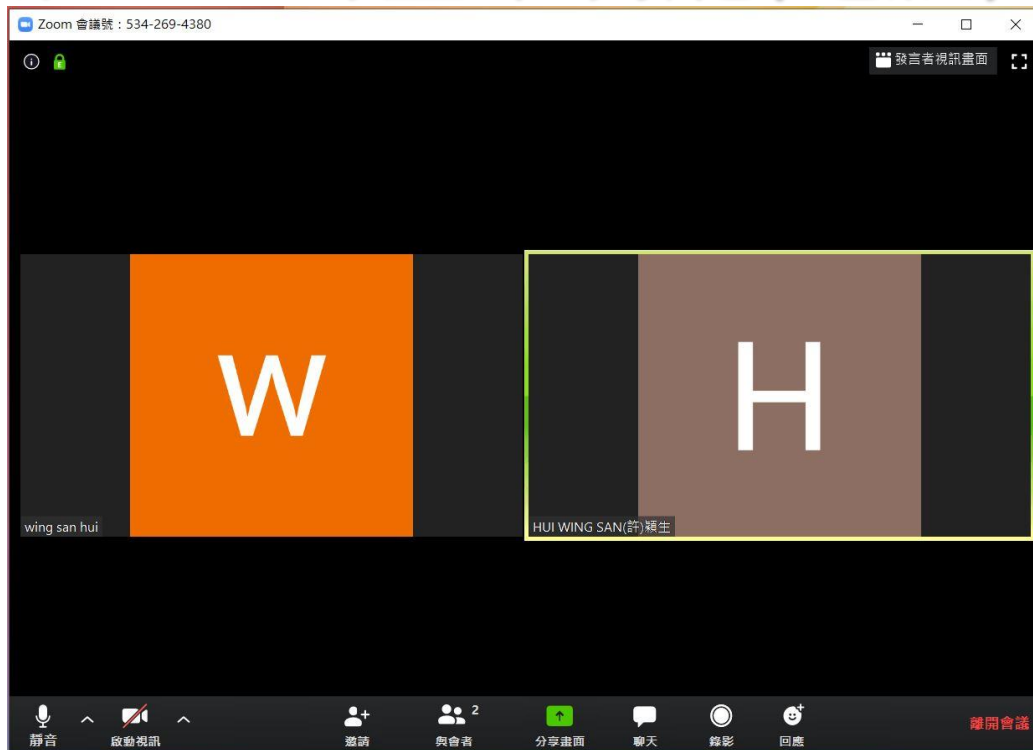 Zoom 會議號：534-269-4380
發言者視訊畫面
W
H
wing san hui
HUI WING SAN(許)穎生
2
靜音
啟動視訊
邀請
與會者
分享畫面
聊天
錄影
回應
離開會議